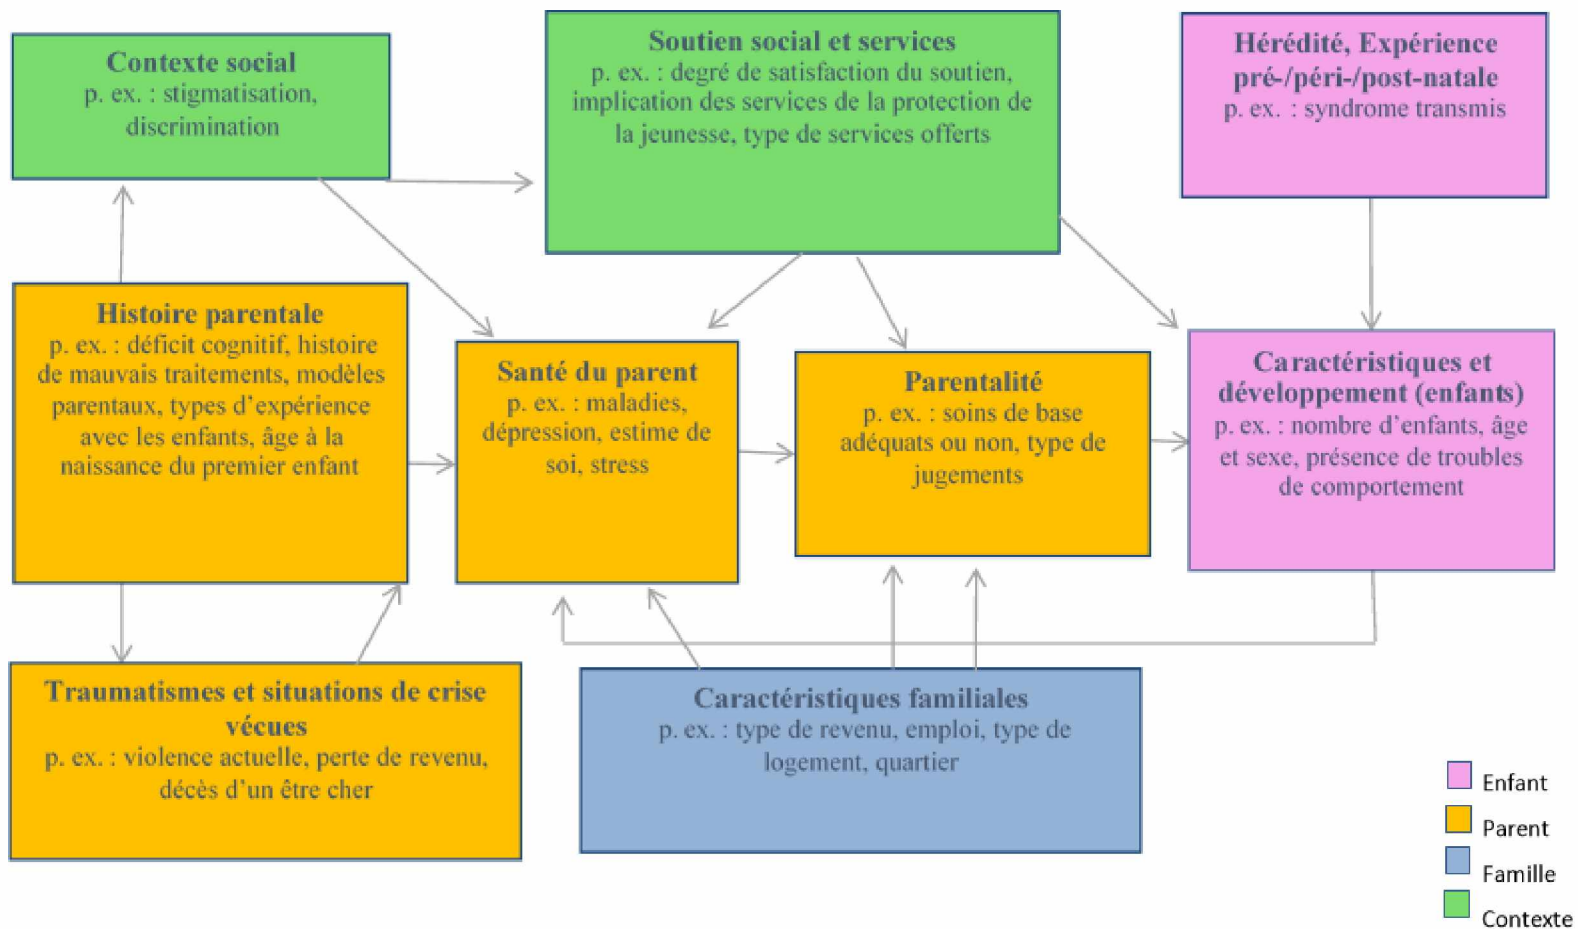 Contexte social
p. ex. : stigmatisation,
discrimination
Soutien social et services
p. ex. : degré de satisfaction du soutien,
implication des services de la protection de
la jeunesse, type de services offerts
Hérédité, Expérience
pré-/péri-/post-natale
p. ex. : syndrome transmis
Histoire parentale
p. ex. : déficit cognitif, histoire
de mauvais traitements, modèles
parentaux, types d’expérience
avec les enfants, âge à la
naissance du premier enfant
Santé du parent
p. ex. : maladies,
dépression, estime de
soi, stress
Parentalité
p. ex. : soins de base
adéquats ou non, type de
jugements
Caractéristiques et
développement (enfants)
p. ex. : nombre d’enfants, âge
et sexe, présence de troubles
de comportement
Traumatismes et situations de crise
vécues
p. ex. : violence actuelle, perte de revenu,
décès d’un être cher
Caractéristiques familiales
p. ex. : type de revenu, emploi, type de
logement, quartier
Enfant
Parent
Famille
Contexte